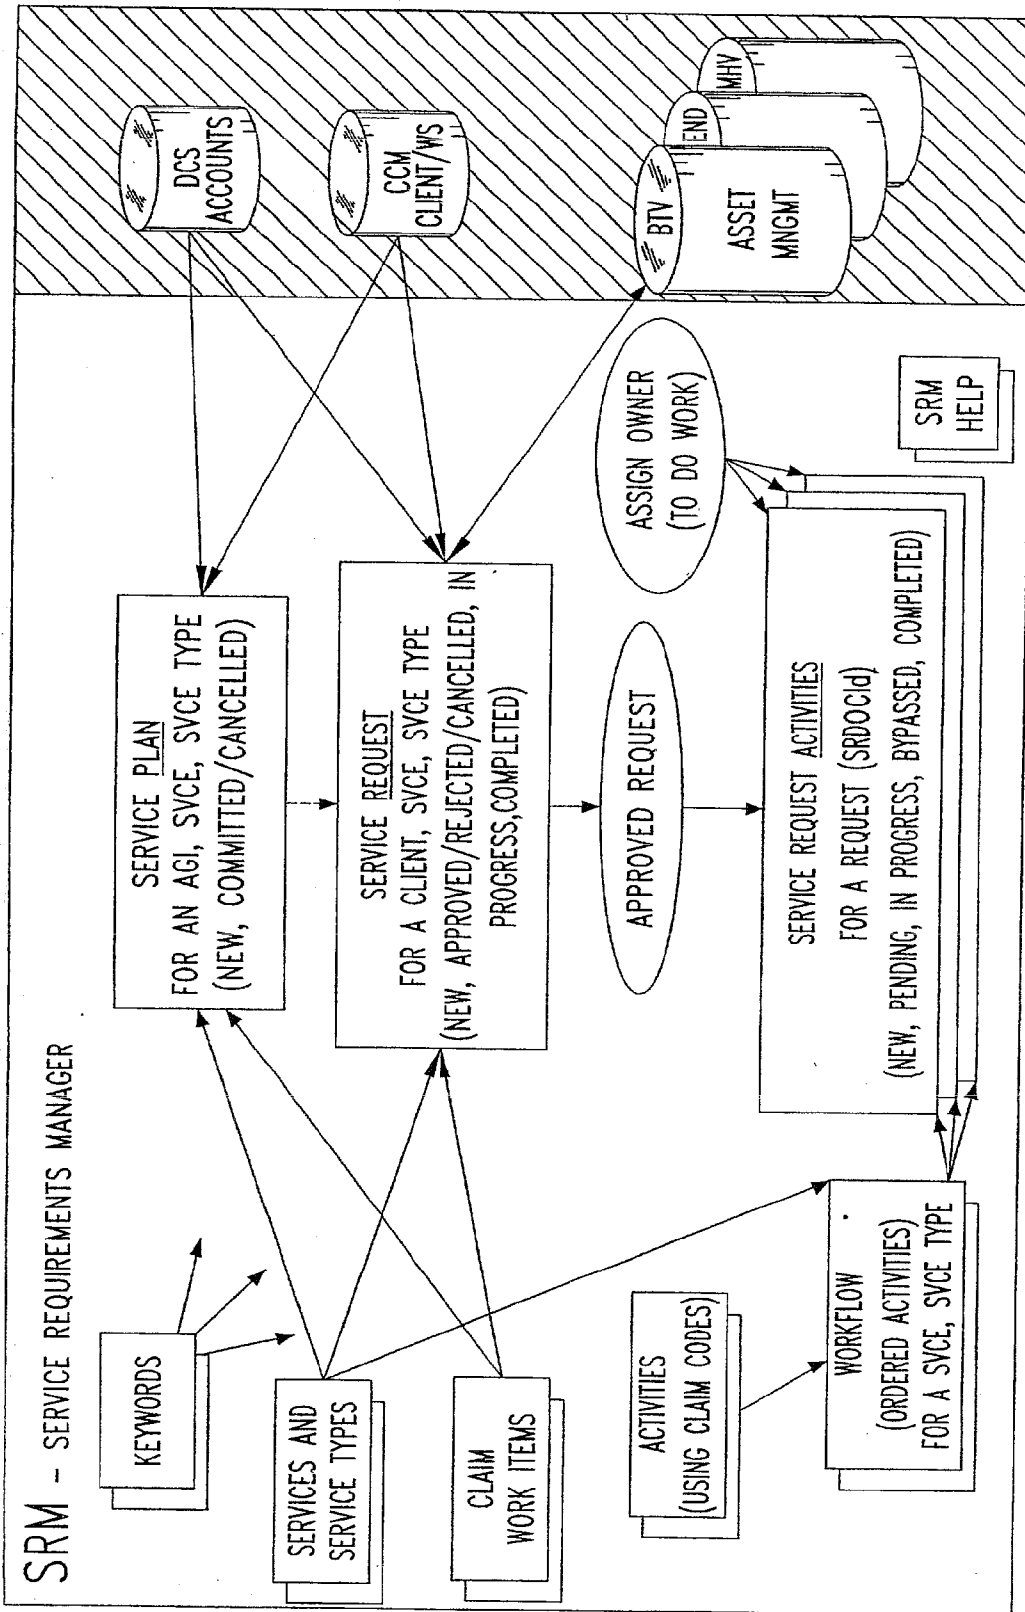 SRM - SERVICE REQUIREMENTS MANAGER
KEYWORDS
SERVICES AND
SERVICE TYPES
CLAIM
WORK ITEMS
ACTIVITIES
(USING CLAIM CODES)
WORKFLOW
(ORDERED ACTIVITIES)
FOR A SVCE, SVCE TYPE
SERVICE PLAN
FOR AN AGI, SVCE, SVCE TYPE
(NEW, COMMITTED/CANCELLED)
SERVICE REQUEST
FOR A CLIENT, SVCE, SVCE TYPE
(NEW, APPROVED/REJECTED/CANCELLED, IN
PROGRESS,COMPLETED)
APPROVED REQUEST
SERVICE REQUEST ACTIVITIES
FOR A REQUEST (SRDOCId)
(NEW, PENDING, IN PROGRESS, BYPASSED, COMPLETED)
ASSIGN OWNER
(TO DO WORK)
SRM
HELP
DCS
ACCOUNTS
CCM
CLIENT/WS
BTV
END
MHV
ASSET
MNGMT